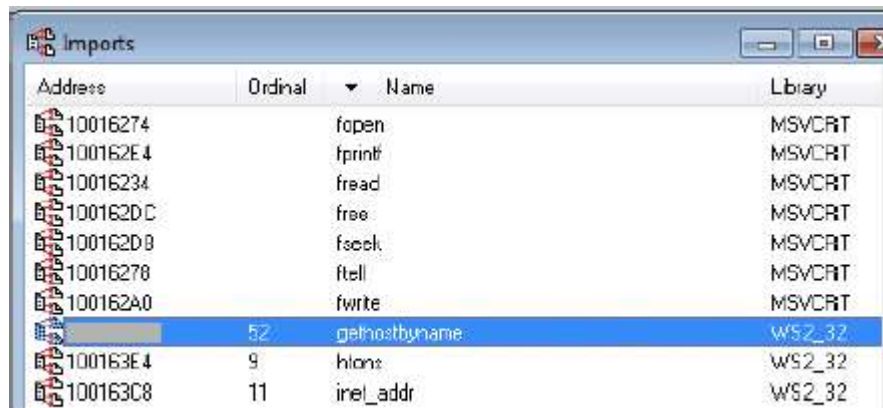 Imports
Address Ordinal Name Library
10016274 fopen MSVCRT
100162E4 fprintf MSVCRT
10016234 fread MSVCRT
100162DC free MSVCRT
fseek MSVCRT
10016278 ftell MSVCRT
100162A0 fwrite MSVCRT
52 gethostbyname WS2_32
100163E4 9 htons WS2_32
100163C8 11 inet_addr WS2_32